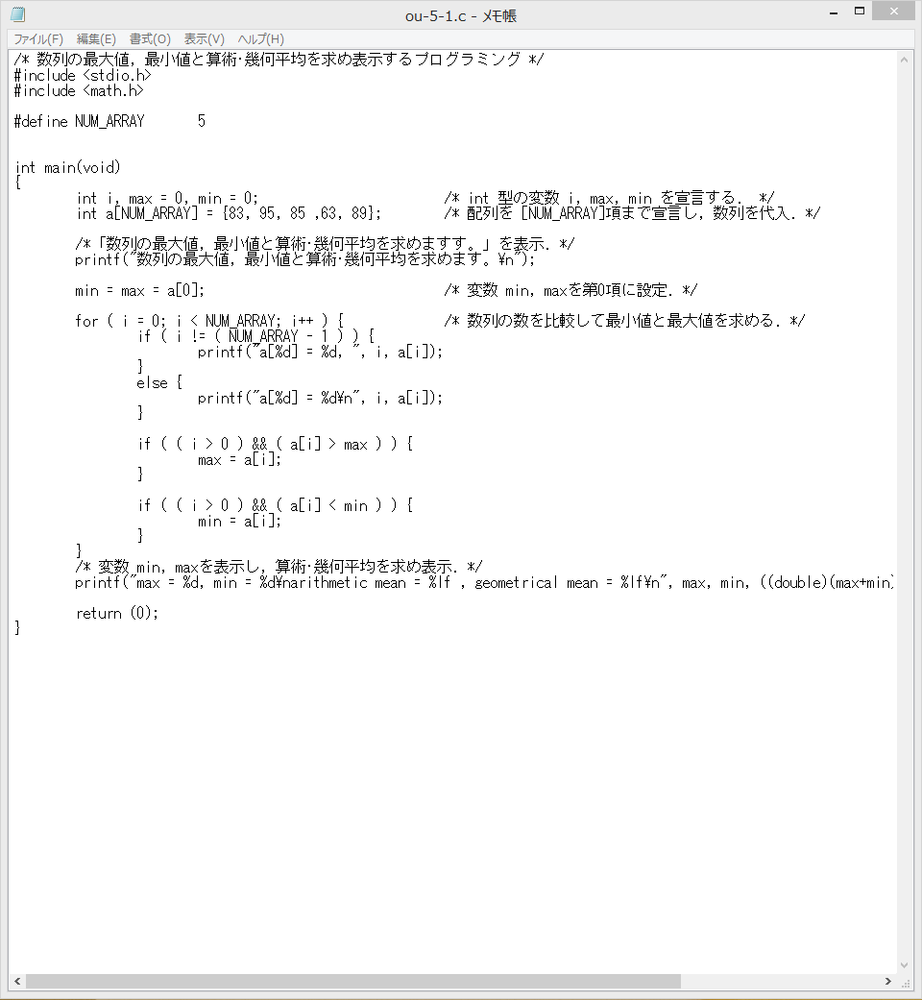 ou-5-1.c - メモ帳
ファイル(F) 編集(E) 書式(O) 表示(V) ヘルプ(H)
/* 数列の最大値，最小値と算術･幾何平均を求め表示するプログラミング */
#include <stdio.h>
#include <math.h>
#define NUM_ARRAY 5
int main(void)
{
int i, max = 0, min = 0; /* int 型の変数 i, max, min を宣言する． */
int a[NUM_ARRAY] = {83, 95, 85 ,63, 89}; /* 配列を [NUM_ARRAY]項まで宣言し，数列を代入．*/
/*「数列の最大値，最小値と算術･幾何平均を求めますす。」を表示．*/
printf("数列の最大値，最小値と算術･幾何平均を求めます。¥n");
min = max = a[0]; /* 変数 min, maxを第0項に設定．*/
for ( i = 0; i < NUM_ARRAY; i++ ) { /* 数列の数を比較して最小値と最大値を求める．*/
if ( i != ( NUM_ARRAY - 1 ) ) {
printf("a[%d] = %d, ", i, a[i]);
}
else {
printf("a[%d] = %d¥n", i, a[i]);
}
if ( ( i > 0 ) && ( a[i] > max ) ) {
max = a[i];
}
if ( ( i > 0 ) && ( a[i] < min ) ) {
min = a[i];
}
}
/* 変数 min, maxを表示し，算術･幾何平均を求め表示．*/
printf("max = %d, min = %d¥narithmetic mean = %lf , geometrical mean = %lf¥n", max, min, ((double)(max+min)
return (0);
}